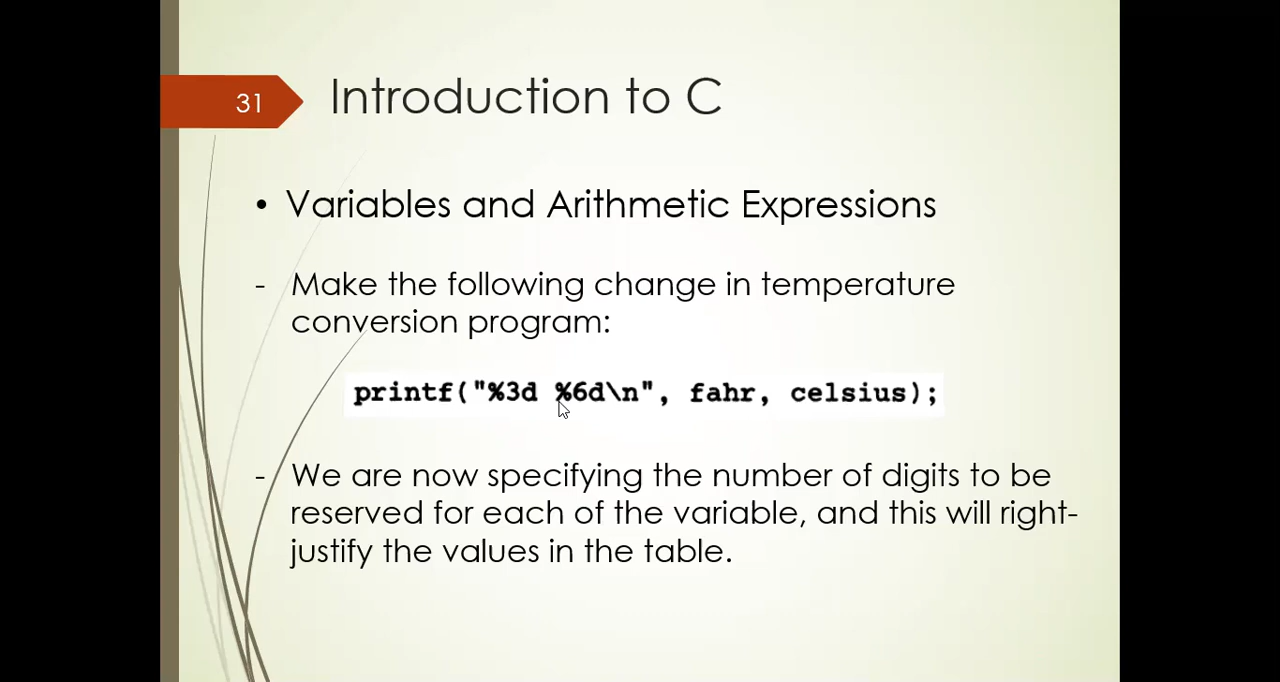 31
Introduction to C
• Variables and Arithmetic Expressions
- Make the following change in temperature
conversion program:
printf("%3d %6d\n", fahr, celsius);
- We are now specifying the number of digits to be
reserved for each of the variable, and this will right-
justify the values in the table.